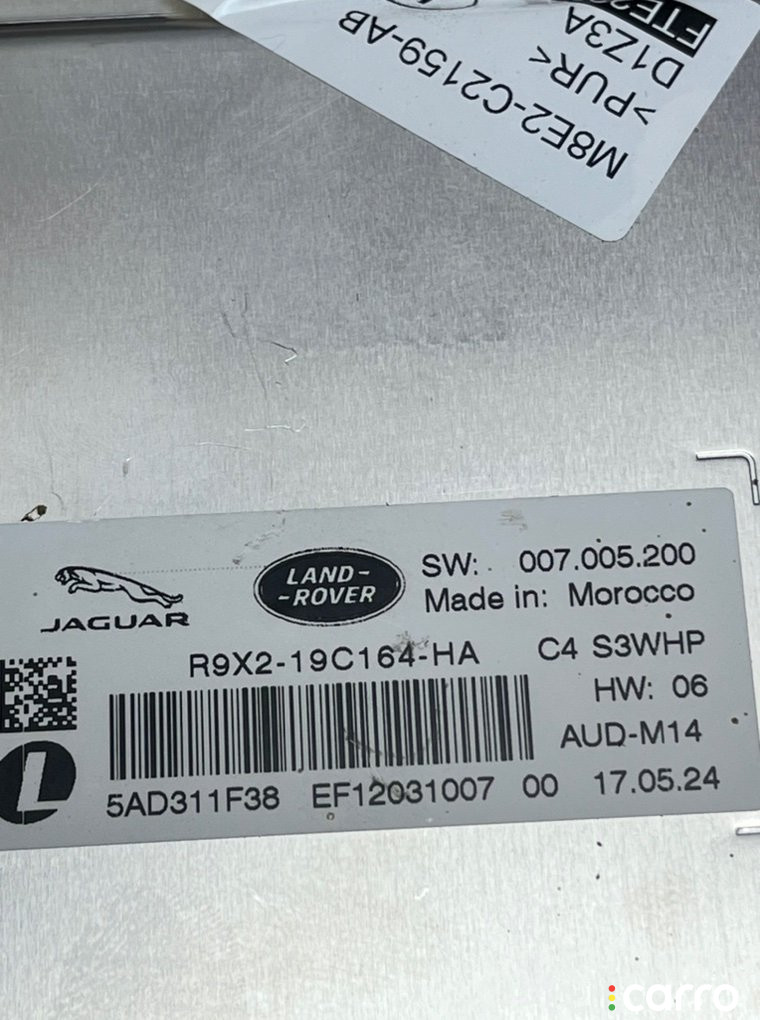 M8E2-C2159-AB
>PUR<
D1Z3A
JAGUAR
LAND-
-ROVER
SW: 007.005.200
Made in: Morocco
R9X2-19C164-HA
C4 S3WHP
HW: 06
AUD-M14
L
5AD311F38 EF12031007 00 17.05.24
carro